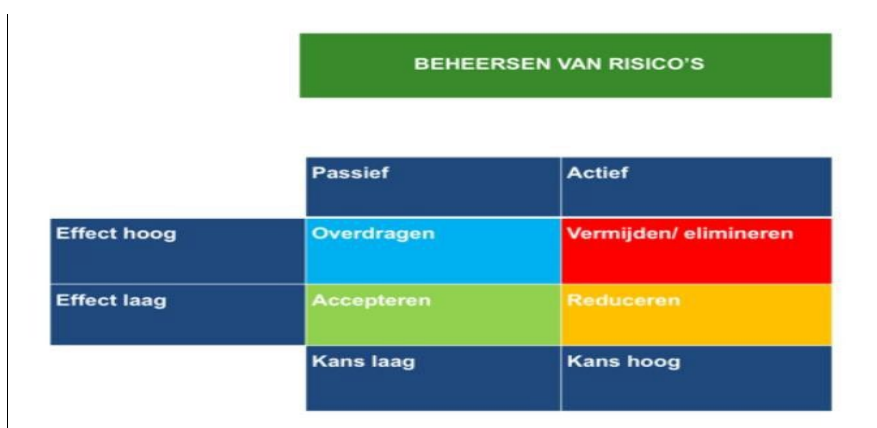 BEHEERSEN VAN RISICO'S
Passief Actief
Effect hoog Overdragen Vermijden/ elimineren
Effect laag Accepteren Reduceren
Kans laag Kans hoog